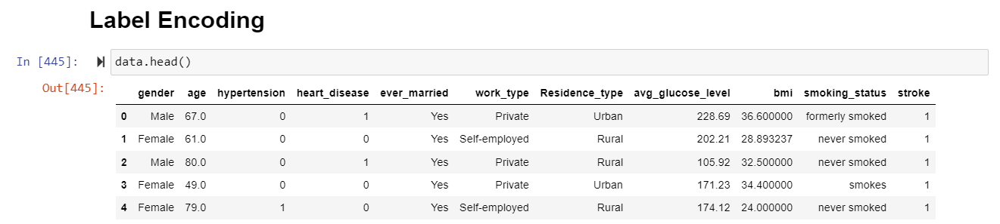 Label Encoding
In [445]: data.head()
Out[445]:
gender age hypertension heart_disease ever_married work_type Residence_type avg_glucose_level bmi smoking_status stroke
0 Male 67.0 0 1 Yes Private Urban 228.69 36.600000 formerly smoked 1
1 Female 61.0 0 0 Yes Self-employed Rural 202.21 28.893237 never smoked 1
2 Male 80.0 0 1 Yes Private Rural 105.92 32.500000 never smoked 1
3 Female 49.0 0 0 Yes Private Urban 171.23 34.400000 smokes 1
4 Female 79.0 1 0 Yes Self-employed Rural 174.12 24.000000 never smoked 1